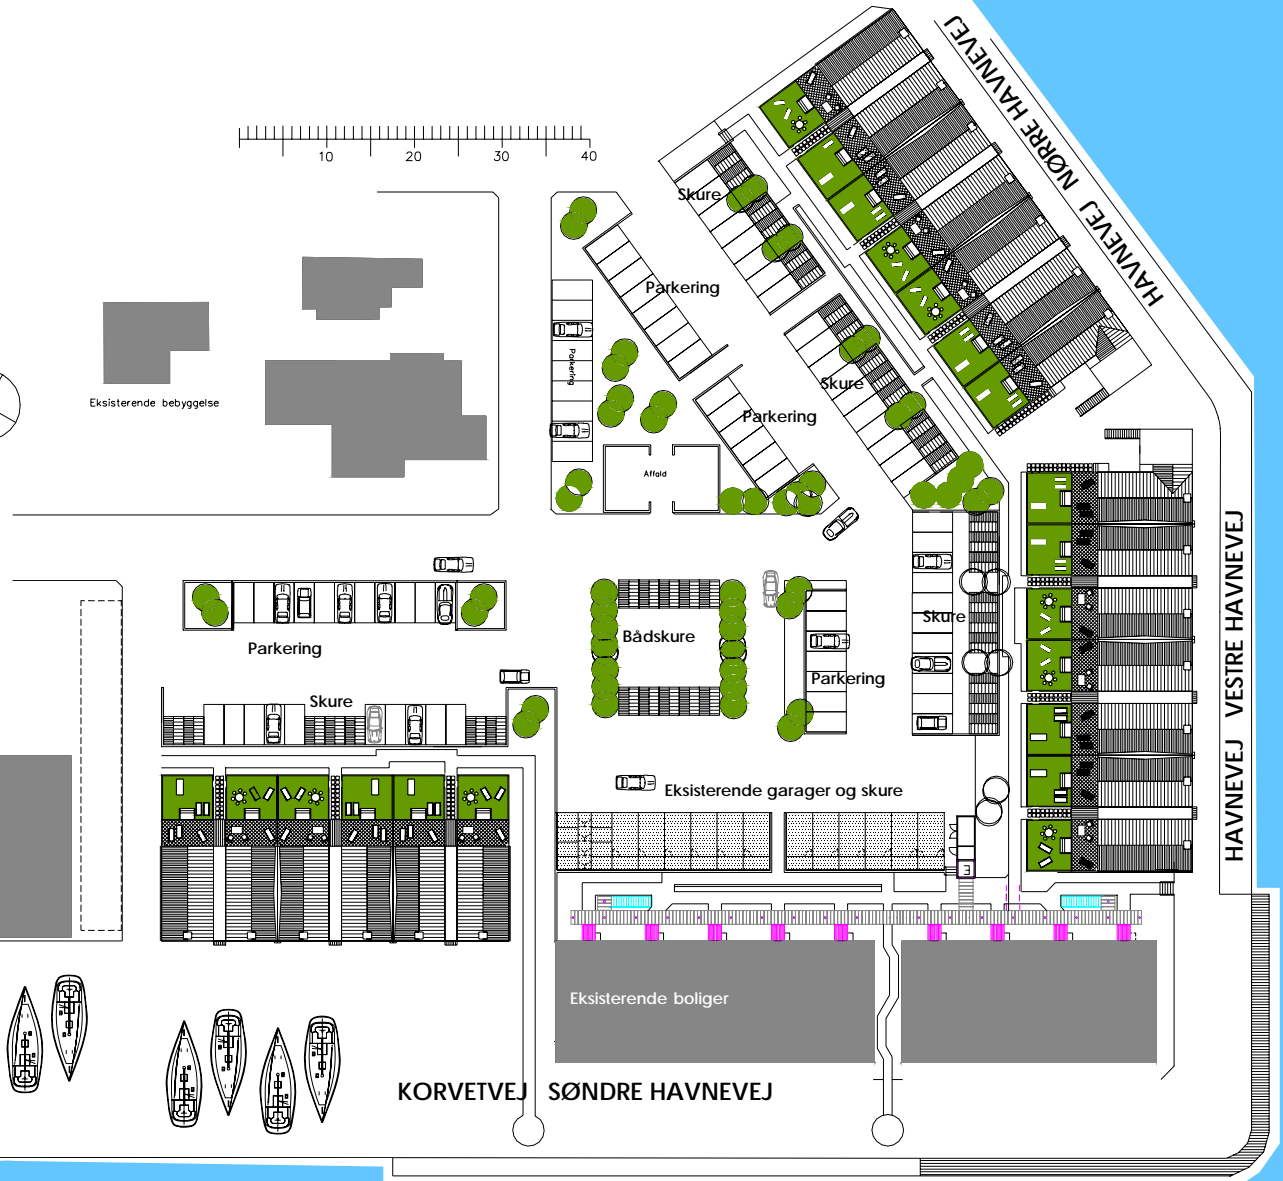 HAVNEVEJ NØRRE HAVNEVEJ
10 20 30 40
Skure
Parkering
Parkering
Skure
Parkering
Eksisterende bebyggelse
Affald
HAVNEVEJ VESTRE HAVNEVEJ
Skure
Bådskure
Parkering
Parkering
Skure
Eksisterende garager og skure
E
Eksisterende boliger
KORVETVEJ SØNDRE HAVNEVEJ